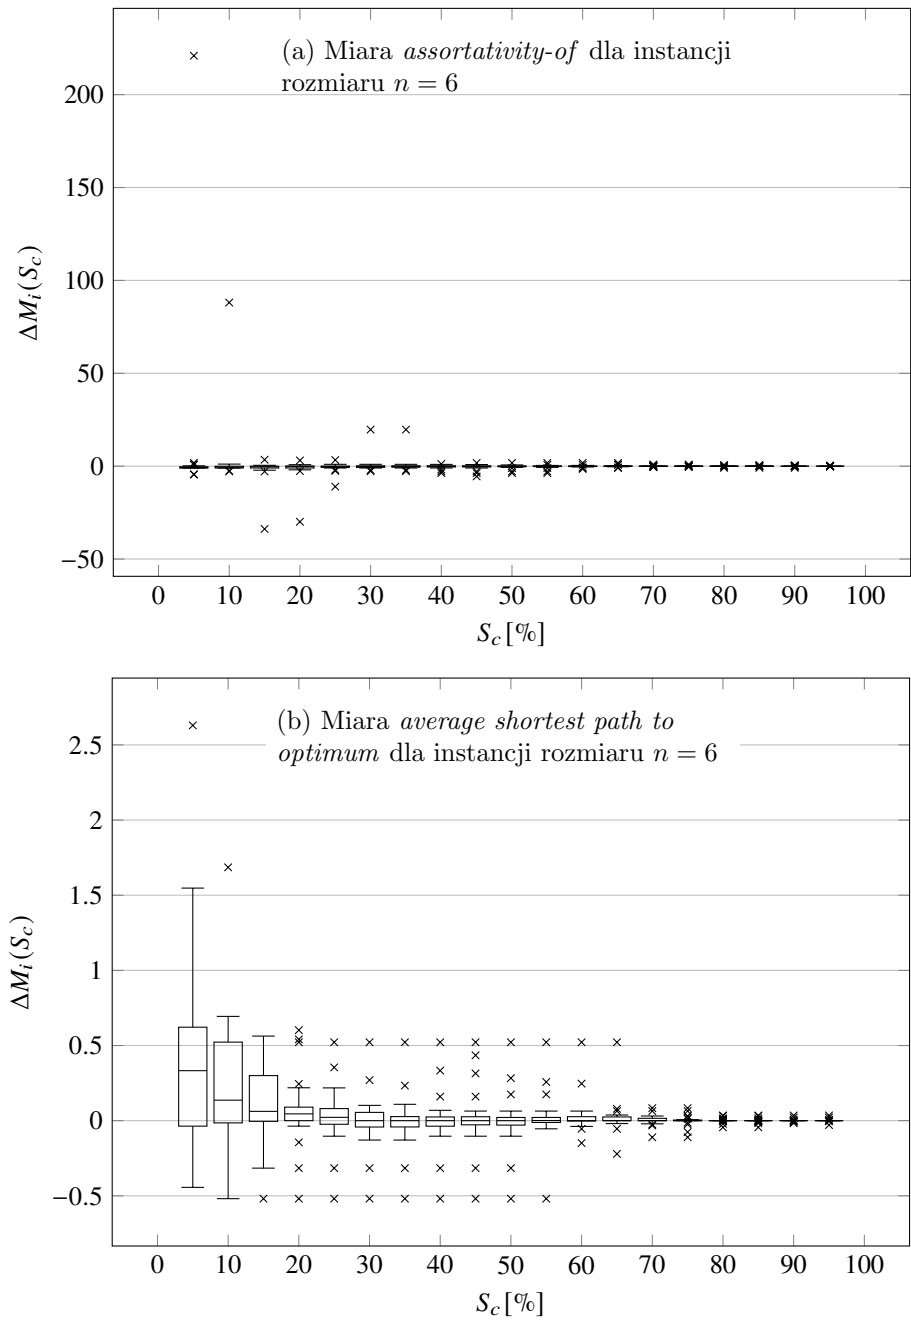 (a) Miara assortativity-of dla instancji
rozmiaru n = 6
200
150
100
50
0
−50
ΔM_i(S_c)
0 10 20 30 40 50 60 70 80 90 100
S_c[%]
(b) Miara average shortest path to
optimum dla instancji rozmiaru n = 6
2.5
2
1.5
1
0.5
0
−0.5
ΔM_i(S_c)
0 10 20 30 40 50 60 70 80 90 100
S_c[%]